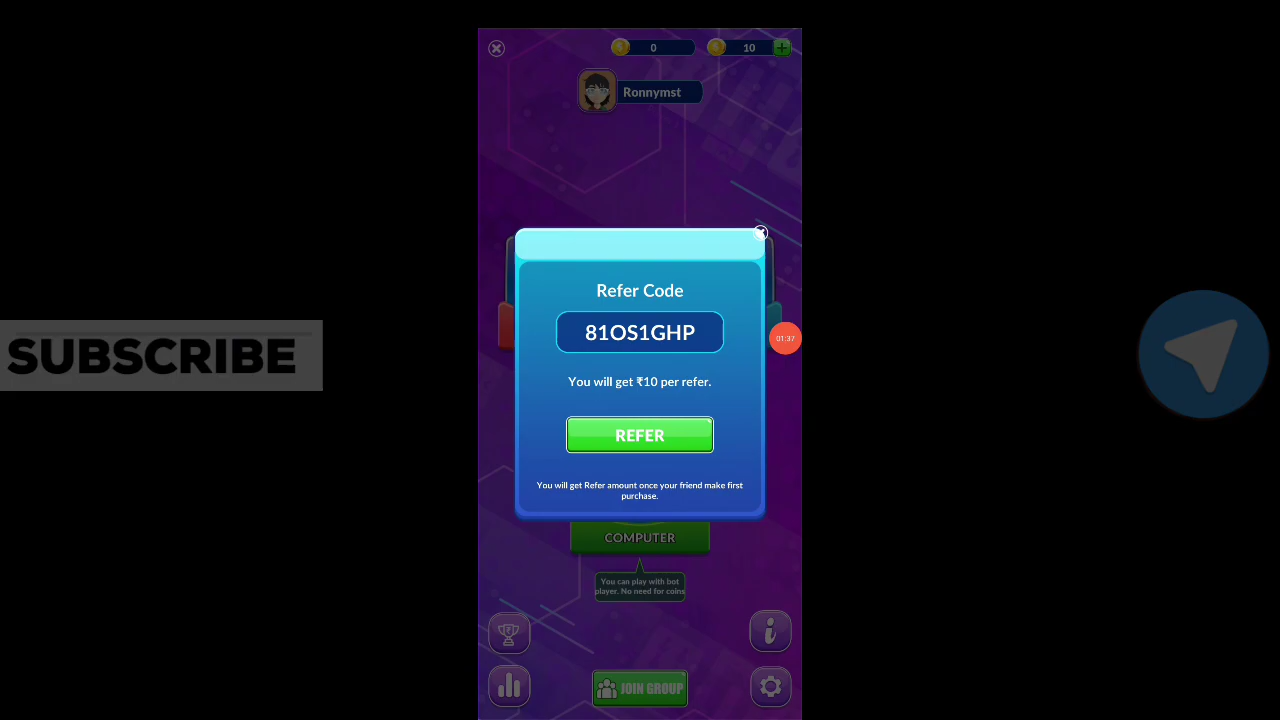 0
10
Ronnymst
Refer Code
81OS1GHP
01:37
SUBSCRIBE
You will get ₹10 per refer.
REFER
You will get Refer amount once your friend make first
purchase.
COMPUTER
You can play with bot
player. No need for coins
JOIN GROUP